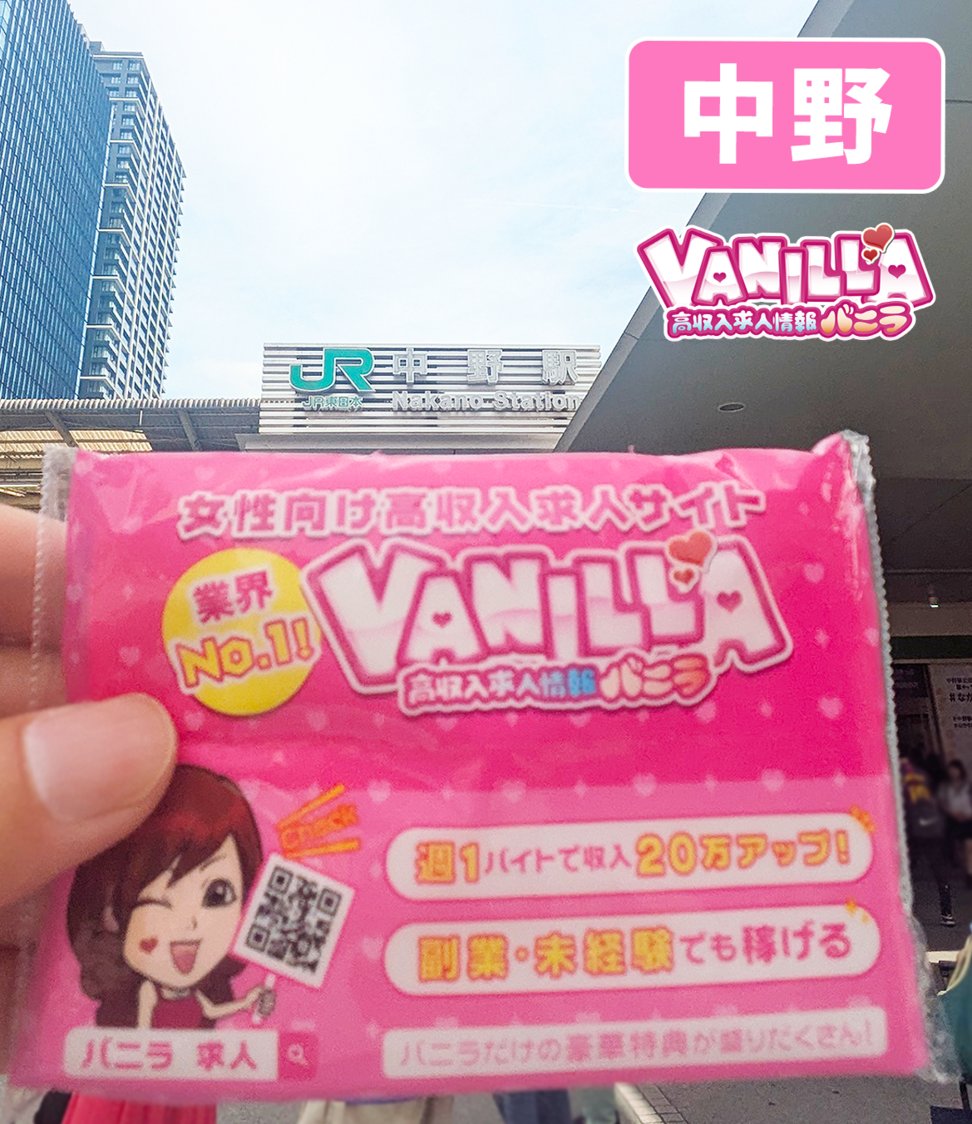 中野
VANILLA
高収入求人情報 バニラ
JR 中野駅
JR東日本 Nakano Station
女性向け高収入求人サイト
業界
No.1!
VANILLA
高収入求人情報 バニラ
Check
週1バイトで収入20万アップ!
副業・未経験でも稼げる
バニラ 求人
バニラだけの豪華特典が盛りだくさん!